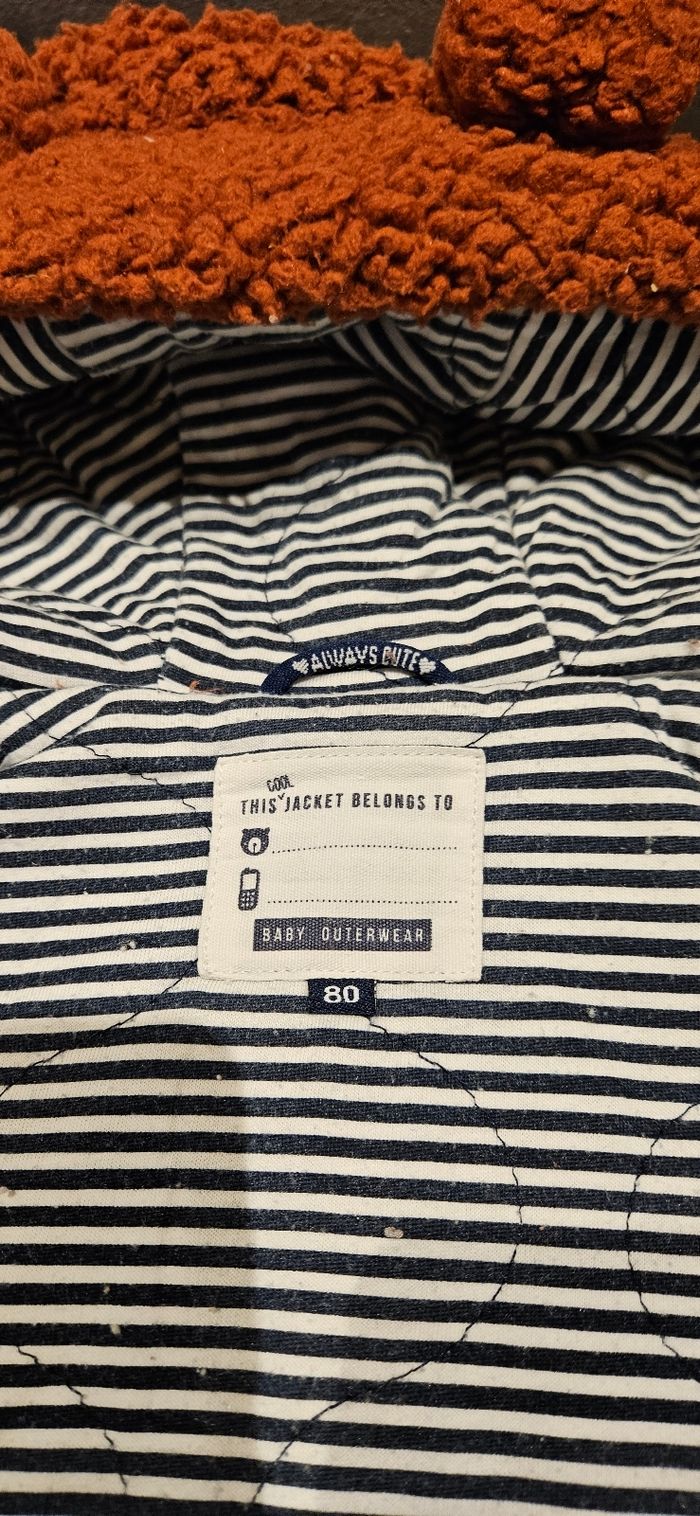 ALWAYS CUTE
COOL
THIS JACKET BELONGS TO
BABY OUTERWEAR
80